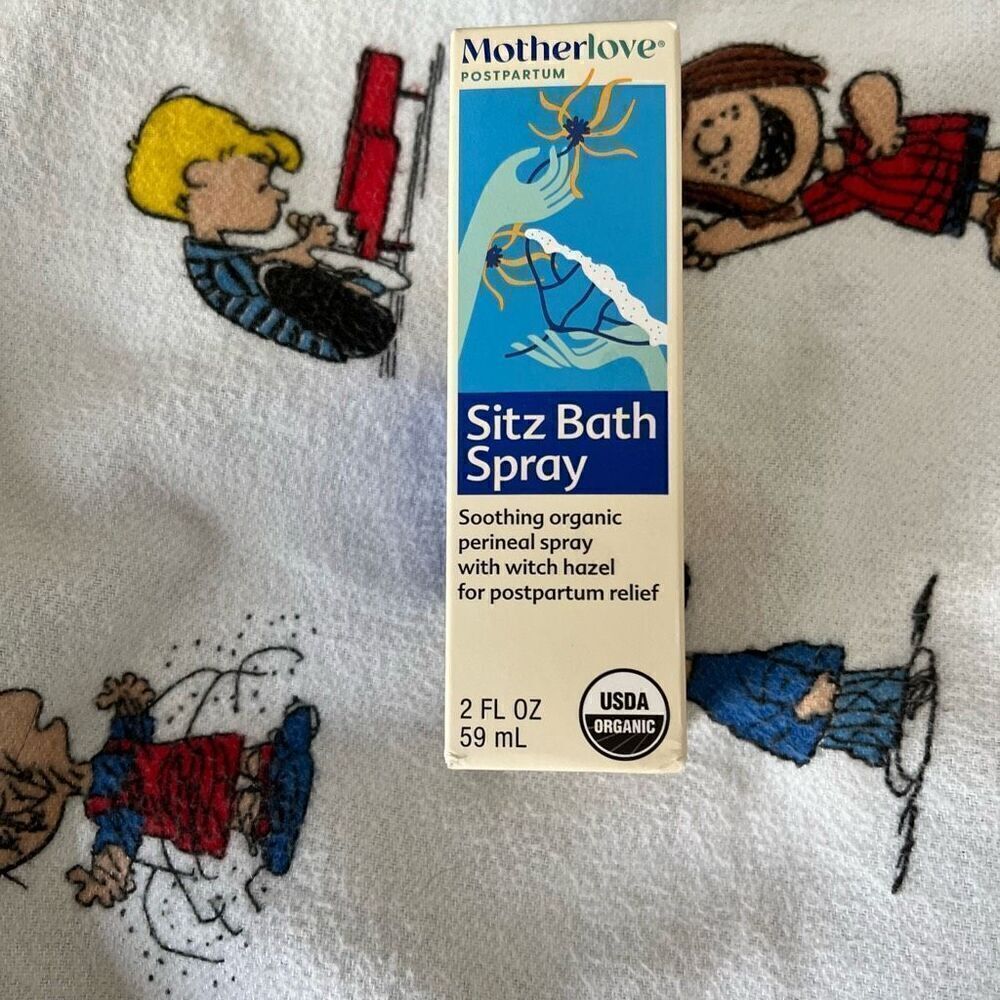 Motherlove®
POSTPARTUM
Sitz Bath
Spray
Soothing organic
perineal spray
with witch hazel
for postpartum relief
2 FL OZ
59 mL
USDA
ORGANIC